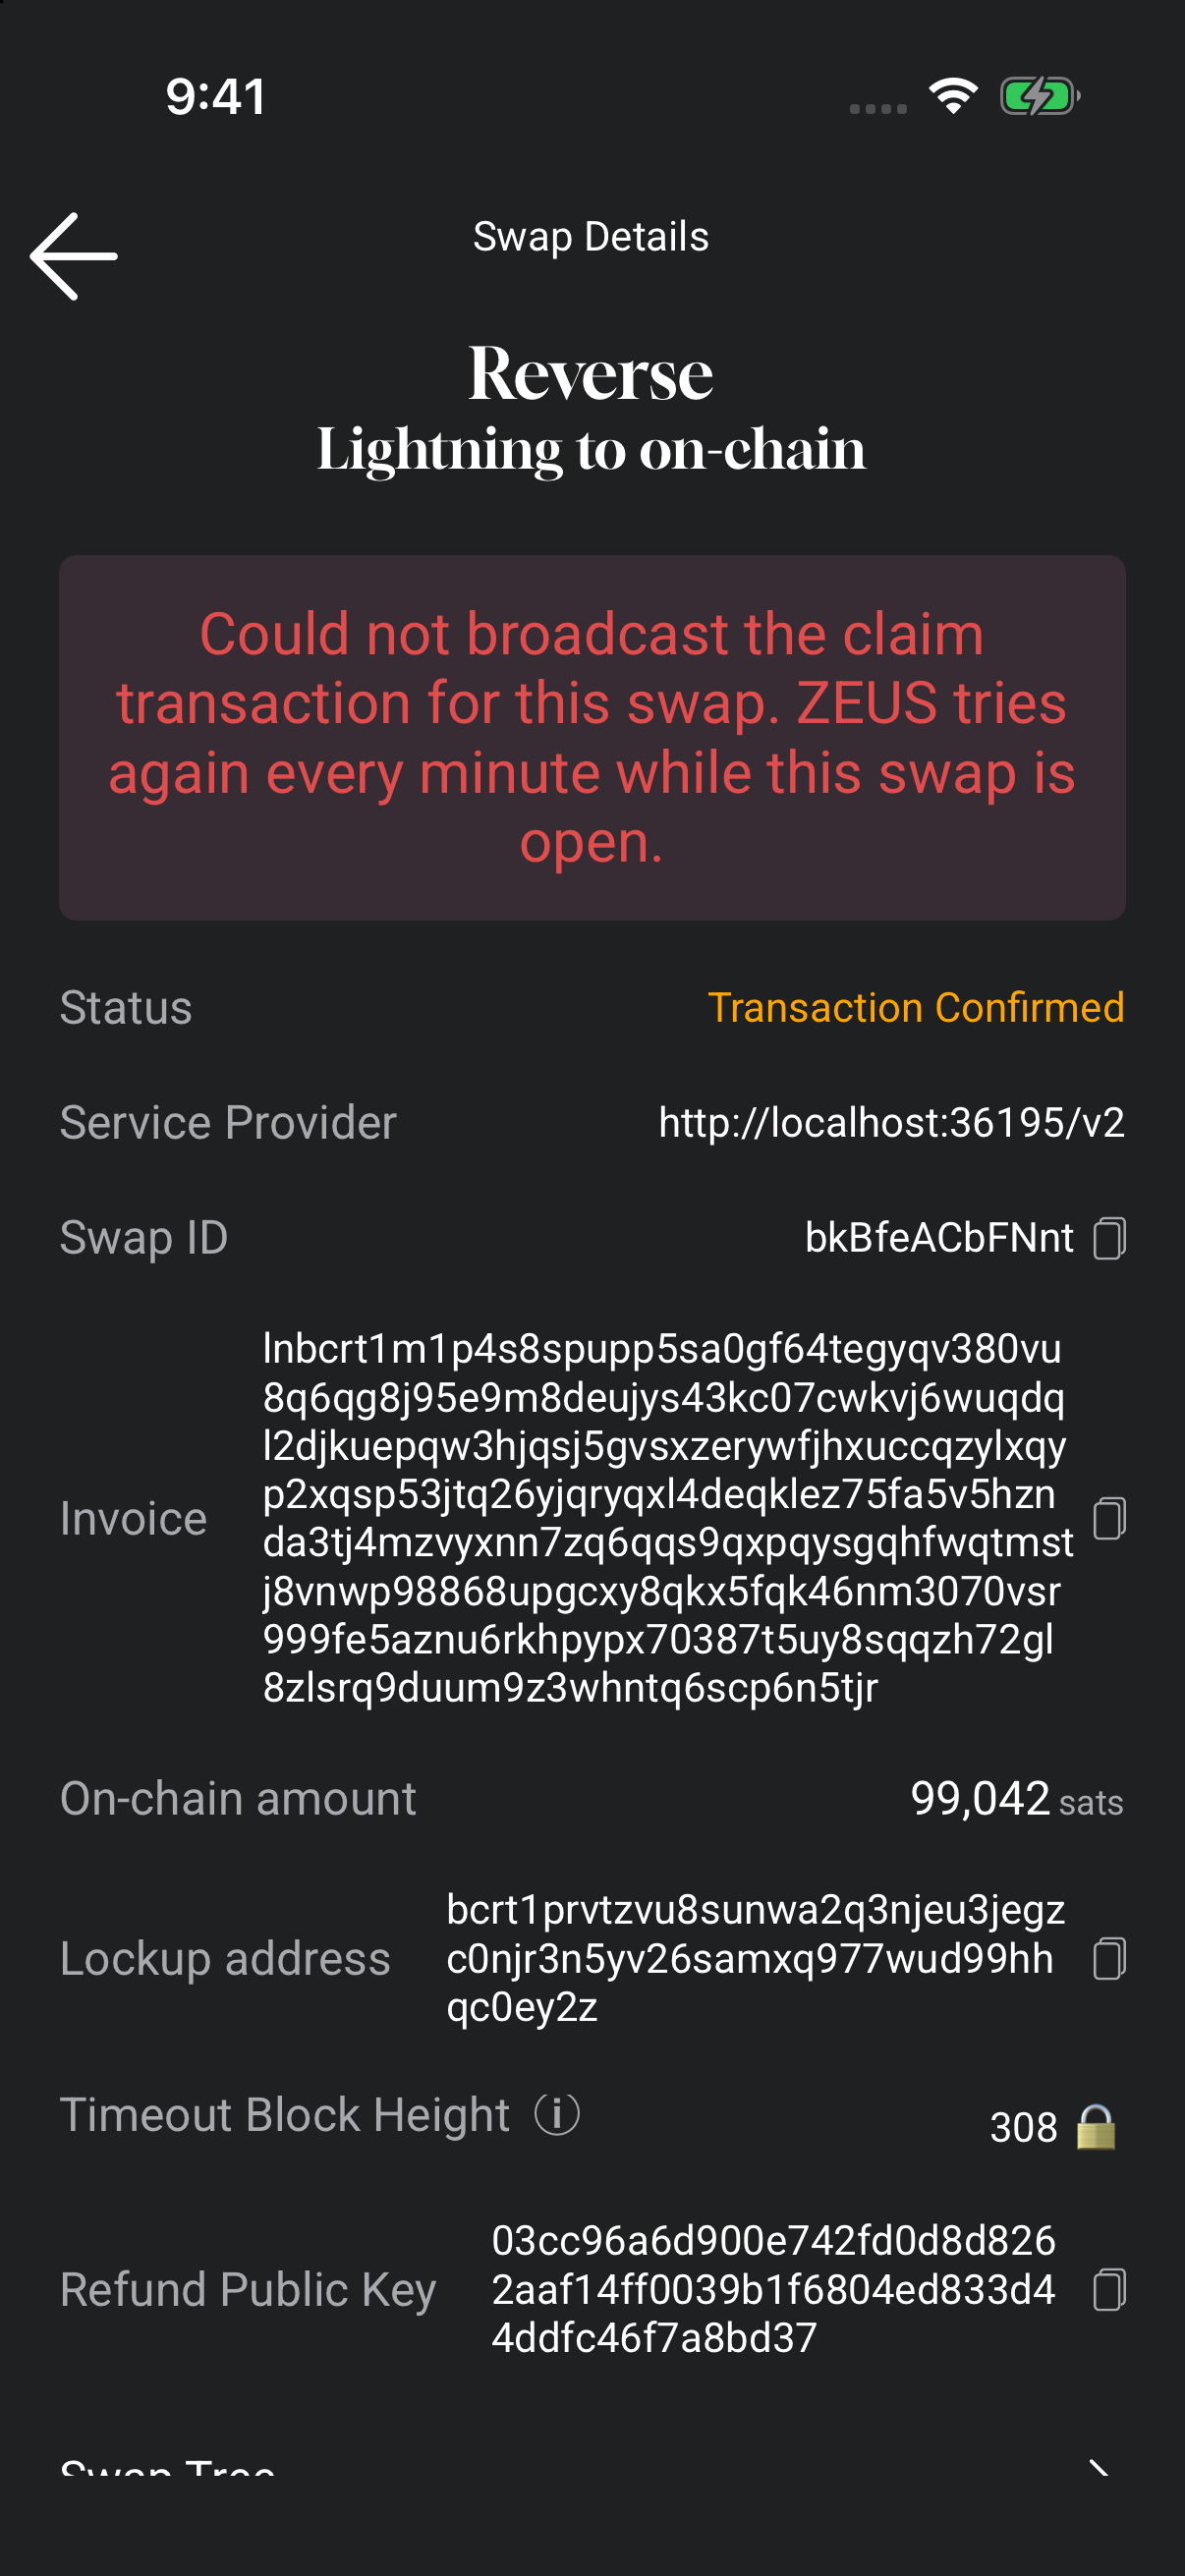 9:41
Swap Details
Reverse
Lightning to on-chain
Could not broadcast the claim
transaction for this swap. ZEUS tries
again every minute while this swap is
open.
Status
Transaction Confirmed
Service Provider
http://localhost:36195/v2
Swap ID
bkBfeACbFNnt
Invoice
lnbcrt1m1p4s8spupp5sa0gf64tegyqv380vu
8q6qg8j95e9m8deujys43kc07cwkvj6wuqdq
l2djkuepqw3hjqsj5gvsxzerywfjhxuccqzylxqy
p2xqsp53jtq26yjqryqxl4deqklez75fa5v5hzn
da3tj4mzvyxnn7zq6qqs9qxpqysgqhfwqtmst
j8vnwp98868upgcxy8qkx5fqk46nm3070vsr
999fe5aznu6rkhpypx70387t5uy8sqqzh72gl
8zlsrq9duum9z3whntq6scp6n5tjr
On-chain amount
99,042 sats
Lockup address
bcrt1prvtzvu8sunwa2q3njeu3jegz
c0njr3n5yv26samxq977wud99hh
qc0ey2z
Timeout Block Height
308
Refund Public Key
03cc96a6d900e742fd0d8d826
2aaf14ff0039b1f6804ed833d4
4ddfc46f7a8bd37
Swap Tree